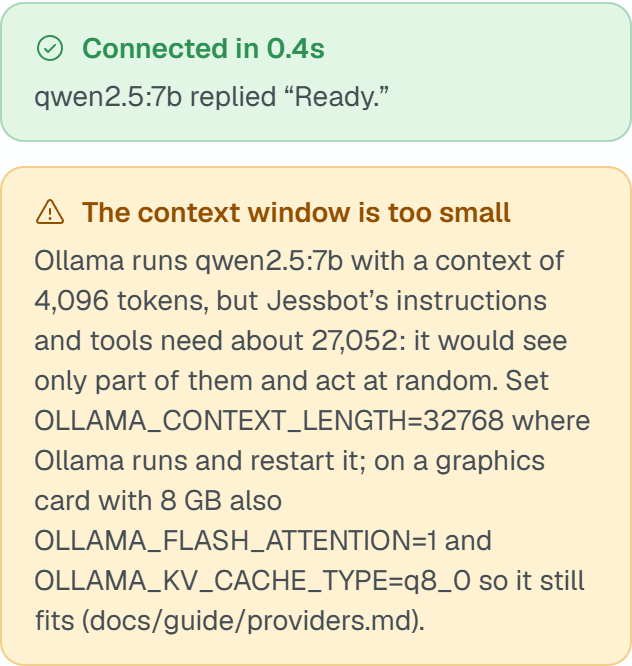 Connected in 0.4s
qwen2.5:7b replied “Ready.”
The context window is too small
Ollama runs qwen2.5:7b with a context of
4,096 tokens, but Jessbot’s instructions
and tools need about 27,052: it would see
only part of them and act at random. Set
OLLAMA_CONTEXT_LENGTH=32768 where
Ollama runs and restart it; on a graphics
card with 8 GB also
OLLAMA_FLASH_ATTENTION=1 and
OLLAMA_KV_CACHE_TYPE=q8_0 so it still
fits (docs/guide/providers.md).